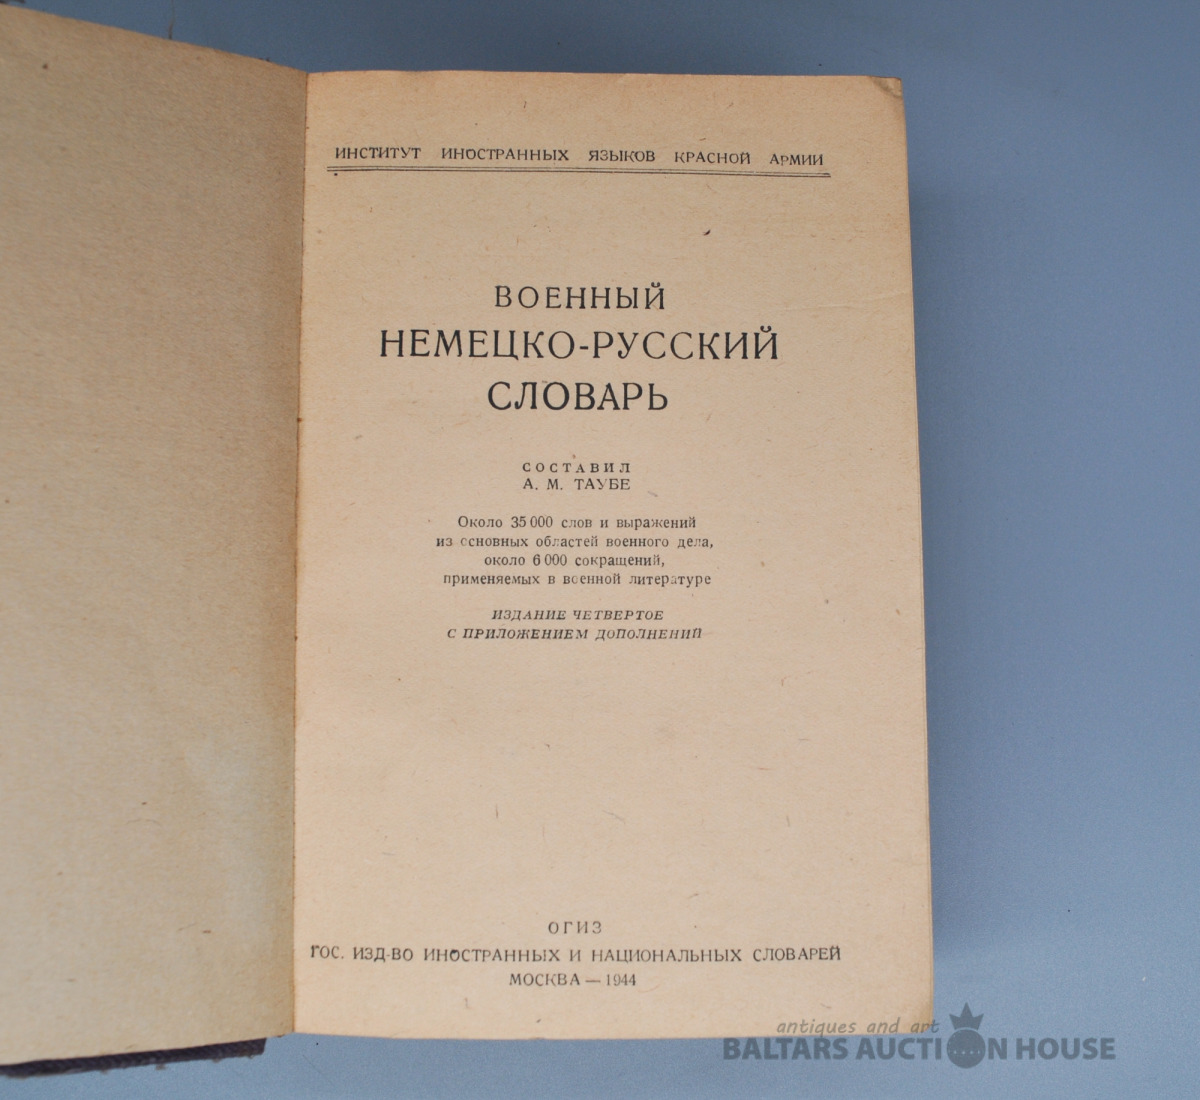 ИНСТИТУТ ИНОСТРАННЫХ ЯЗЫКОВ КРАСНОЙ АРМИИ
ВОЕННЫЙ
НЕМЕЦКО-РУССКИЙ
СЛОВАРЬ
СОСТАВИЛ
А. М. ТАУБЕ
Около 35 000 слов и выражений
из основных областей военного дела,
около 6 000 сокращений,
применяемых в военной литературе
ИЗДАНИЕ ЧЕТВЕРТОЕ
С ПРИЛОЖЕНИЕМ ДОПОЛНЕНИЙ
ОГИЗ
ГОС. ИЗД-ВО ИНОСТРАННЫХ И НАЦИОНАЛЬНЫХ СЛОВАРЕЙ
МОСКВА — 1944
antiques and art
BALTARS AUCTION HOUSE